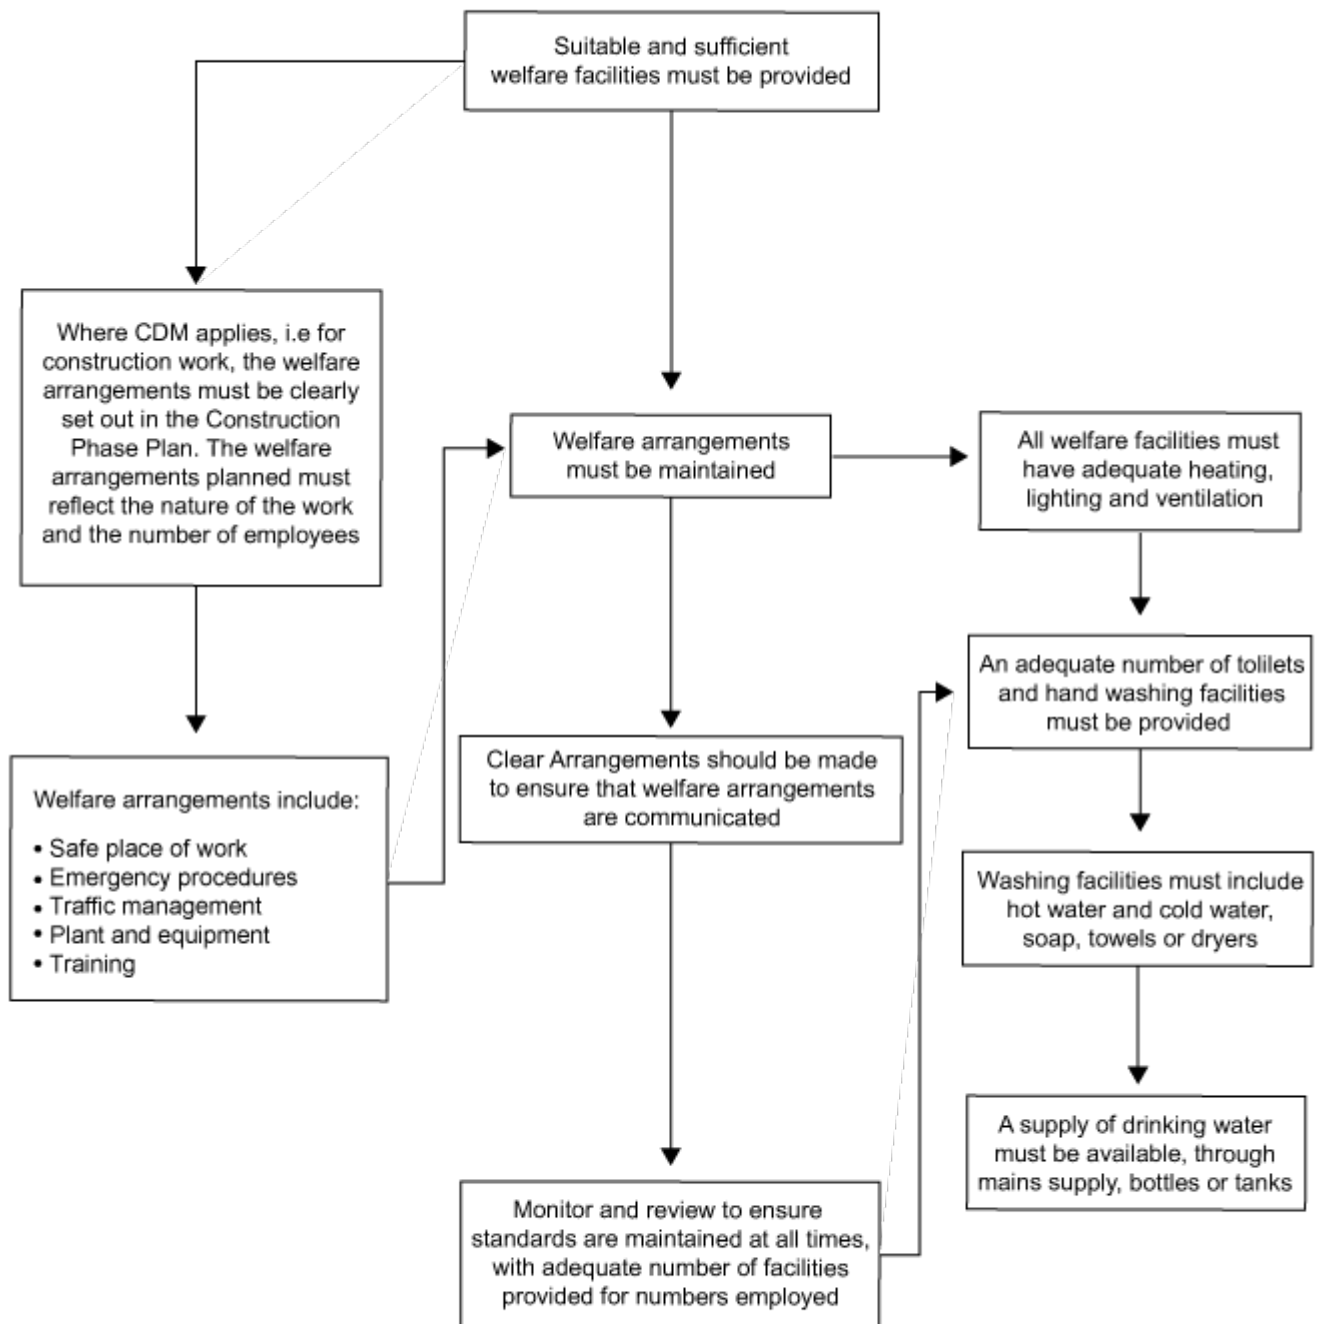 Suitable and sufficient
welfare facilities must be provided
Where CDM applies, i.e for
construction work, the welfare
arrangements must be clearly
set out in the Construction
Phase Plan. The welfare
arrangements planned must
reflect the nature of the work
and the number of employees
Welfare arrangements include:
• Safe place of work
• Emergency procedures
• Traffic management
• Plant and equipment
• Training
Welfare arrangements
must be maintained
Clear Arrangements should be made
to ensure that welfare arrangements
are communicated
Monitor and review to ensure
standards are maintained at all times,
with adequate number of facilities
provided for numbers employed
All welfare facilities must
have adequate heating,
lighting and ventilation
An adequate number of tolilets
and hand washing facilities
must be provided
Washing facilities must include
hot water and cold water,
soap, towels or dryers
A supply of drinking water
must be available, through
mains supply, bottles or tanks